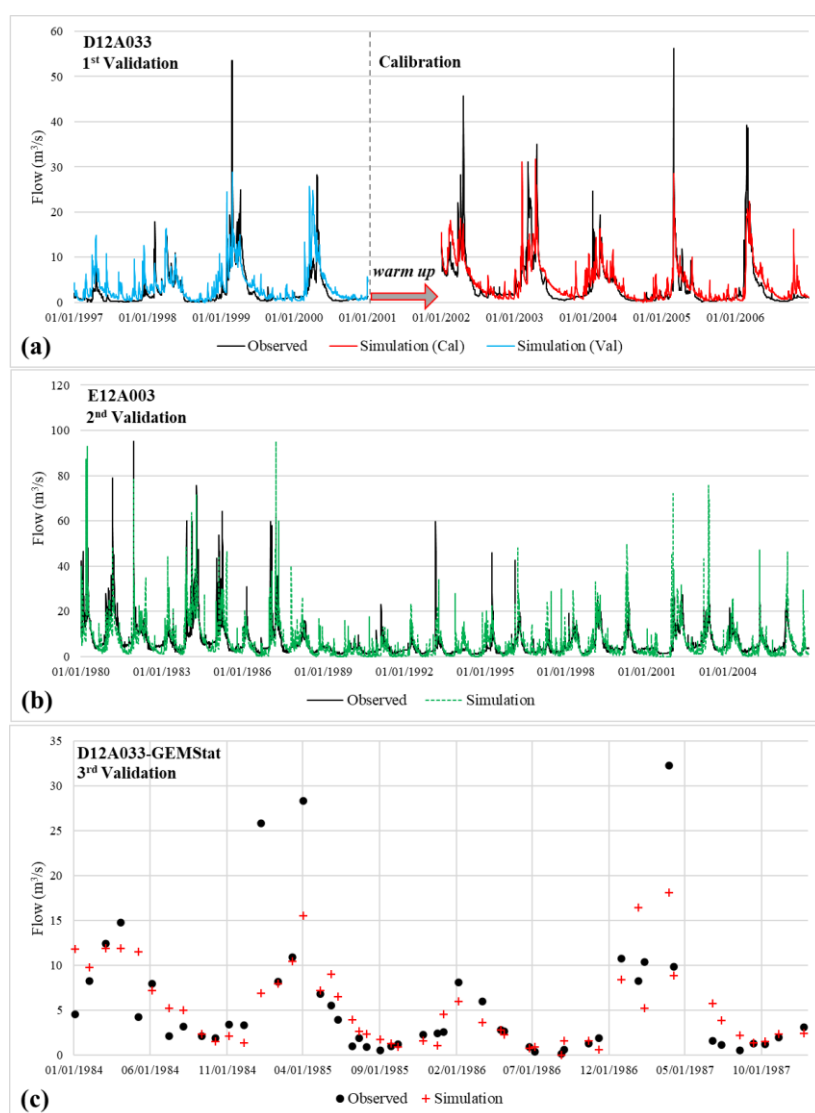 D12A033
1st Validation
Calibration
Flow (m³/s)
60
50
40
30
20
10
0
warm up
01/01/1997 01/01/1998 01/01/1999 01/01/2000 01/01/2001 01/01/2002 01/01/2003 01/01/2004 01/01/2005 01/01/2006
(a)
Observed Simulation (Cal) Simulation (Val)
E12A003
2nd Validation
Flow (m³/s)
120
100
80
60
40
20
0
01/01/1980 01/01/1983 01/01/1986 01/01/1989 01/01/1992 01/01/1995 01/01/1998 01/01/2001 01/01/2004
(b)
Observed Simulation
D12A033-GEMStat
3rd Validation
Flow (m³/s)
35
30
25
20
15
10
5
0
01/01/1984 06/01/1984 11/01/1984 04/01/1985 09/01/1985 02/01/1986 07/01/1986 12/01/1986 05/01/1987 10/01/1987
(c)
Observed Simulation